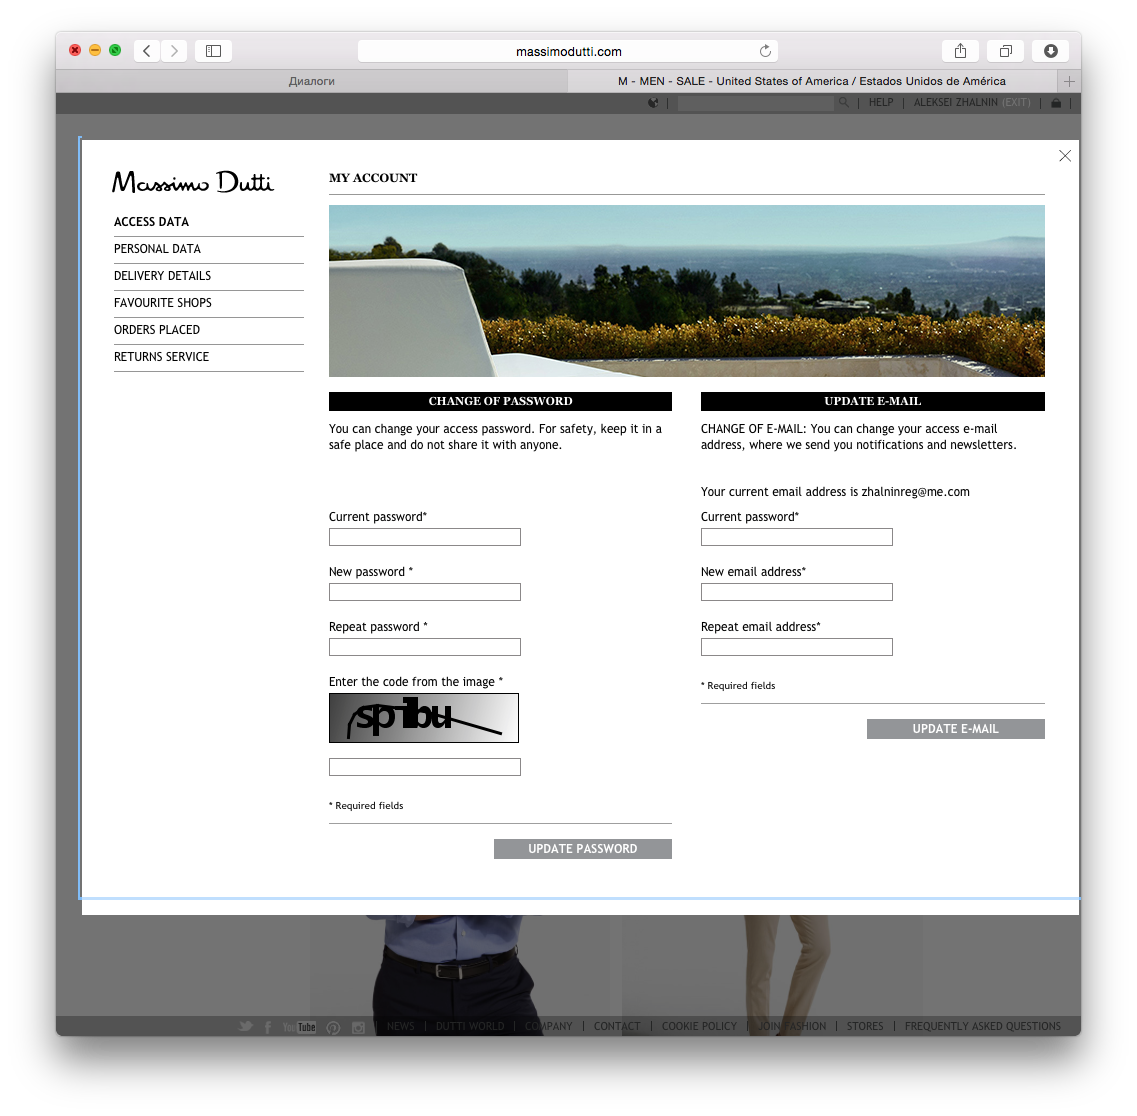 massimodutti.com
Диалоги
M - MEN - SALE - United States of America / Estados Unidos de América
HELP
ALEKSEI ZHALNIN (EXIT)
Massimo Dutti
ACCESS DATA
PERSONAL DATA
DELIVERY DETAILS
FAVOURITE SHOPS
ORDERS PLACED
RETURNS SERVICE
MY ACCOUNT
CHANGE OF PASSWORD
You can change your access password. For safety, keep it in a
safe place and do not share it with anyone.
Current password*
New password *
Repeat password *
Enter the code from the image *
spibu
* Required fields
UPDATE PASSWORD
UPDATE E-MAIL
CHANGE OF E-MAIL: You can change your access e-mail
address, where we send you notifications and newsletters.
Your current email address is zhalninreg@me.com
Current password*
New email address*
Repeat email address*
* Required fields
UPDATE E-MAIL
YouTube
NEWS | DUTTI WORLD | COMPANY | CONTACT | COOKIE POLICY | JOIN FASHION | STORES | FREQUENTLY ASKED QUESTIONS